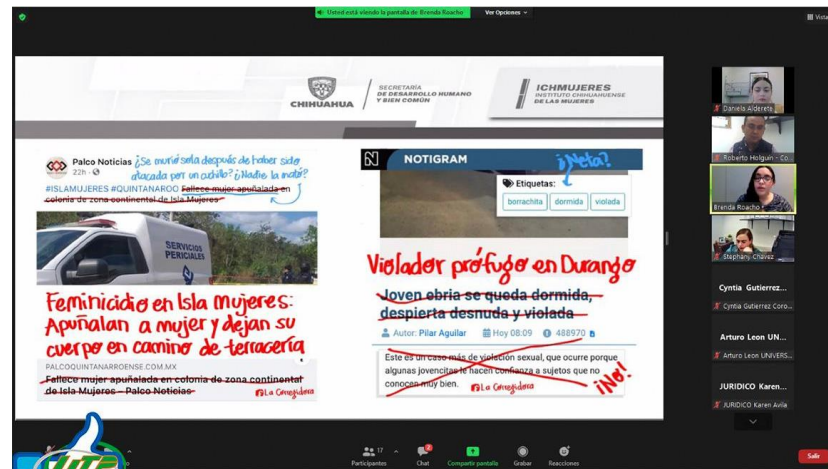 Usted está viendo la pantalla de Brenda Roacho
Ver Opciones
Vista
CHIHUAHUA
SECRETARÍA
DE DESARROLLO HUMANO
Y BIEN COMÚN
ICHMUJERES
INSTITUTO CHIHUAHUENSE
DE LAS MUJERES
Palco Noticias
22h
¿Se murió sola después de haber sido
atacada por un cuchillo? ¿Nadie la mató?
#ISLAMUJERES #QUINTANAROO Fallece mujer apuñalada en
colonia de zona continental de Isla Mujeres
SERVICIOS
PERICIALES
Feminicidio en Isla Mujeres:
Apuñalan a mujer y dejan su
cuerpo en camino de terracería
PALCOQUINTANARROENSE.COM.MX
Fallece mujer apuñalada en colonia de zona continental
de Isla Mujeres - Palco Noticias
La Corregidora
N
NOTIGRAM
¿Neta?
Etiquetas:
borrachita
dormida
violada
Violador prófugo en Durango
Joven ebria se queda dormida,
despierta desnuda y violada
Autor: Pilar Aguilar
Hoy 08:09
488970
Este es un caso más de violación sexual, que ocurre porque
algunas jovencitas le hacen confianza a sujetos que no
conocen muy bien.
La Corregidora
¡No!
Daniela Alderete
Roberto Holguin - Co...
Brenda Roacho
Stephany Chavez
Cyntia Gutierrez...
Cyntia Gutierrez Coro...
Arturo Leon UN...
Arturo Leon UNIVERS...
JURIDICO Karen...
JURIDICO Karen Avila
17
2
Participantes
Chat
Compartir pantalla
Grabar
Reacciones
Salir